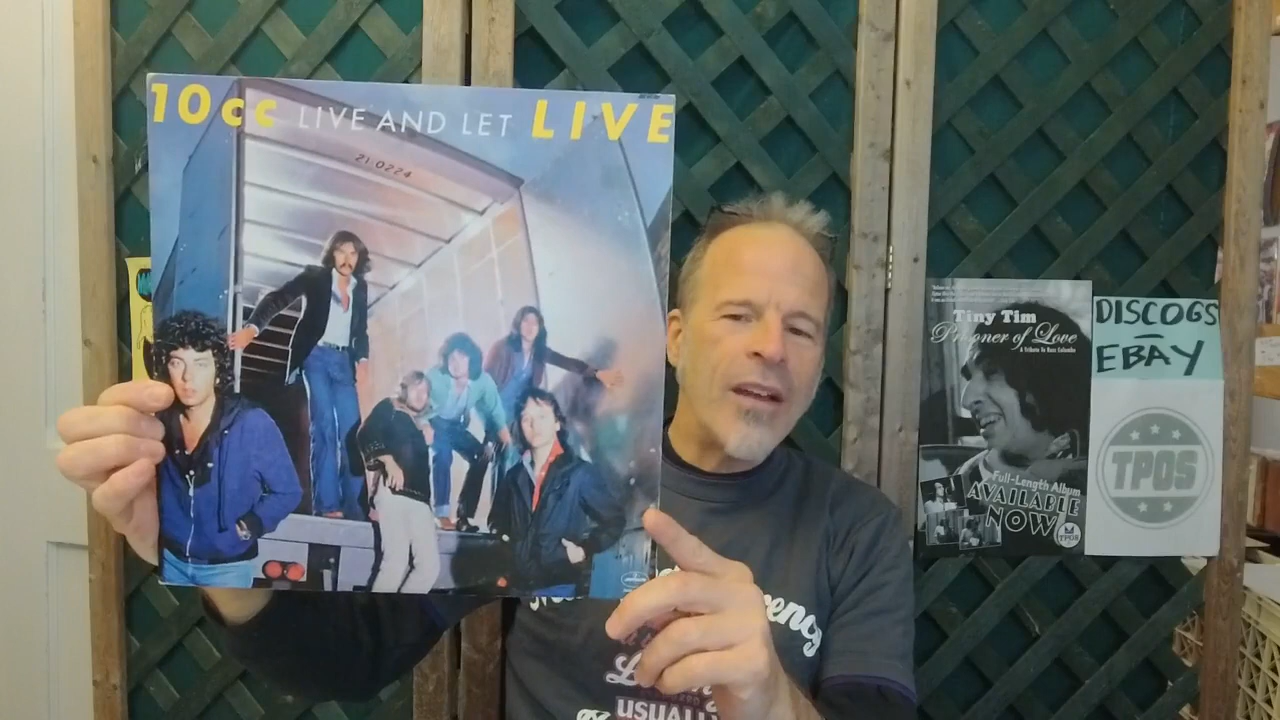 10cc LIVE AND LET LIVE
21 0224
Tiny Tim
Prisoner of Love
A Tribute To Russ Columbo
Full-Length Album
AVAILABLE
NOW
TPOS
DISCOGS
EBAY
TPOS
USUALLY